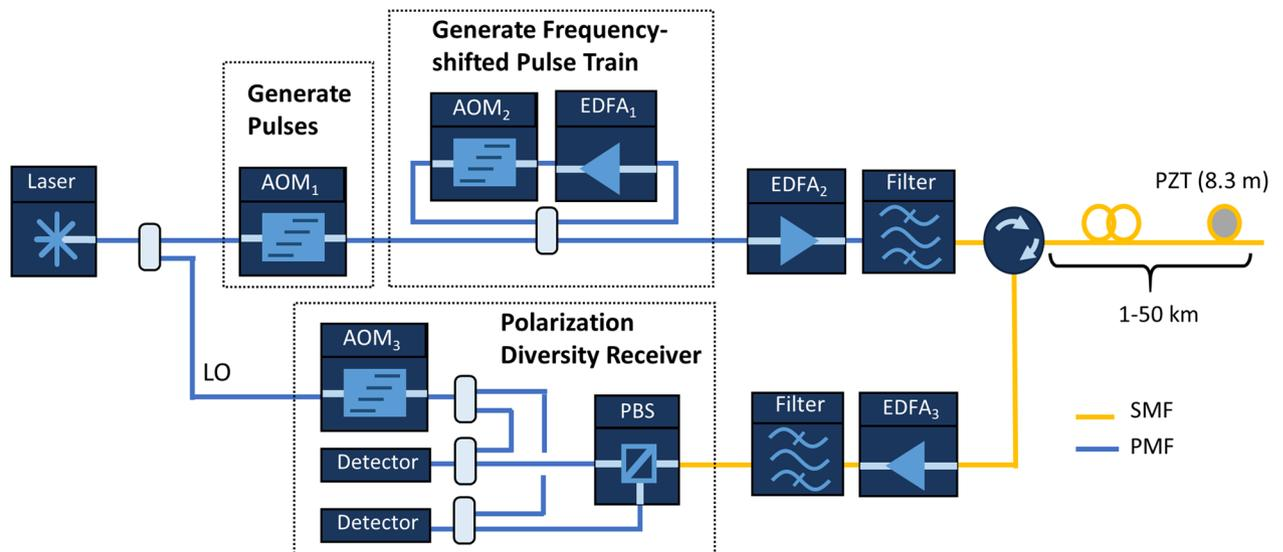 Generate Frequency-
shifted Pulse Train
Generate
Pulses
AOM₂
EDFA₁
Laser
AOM₁
EDFA₂
Filter
PZT (8.3 m)
1-50 km
Polarization
Diversity Receiver
AOM₃
LO
PBS
Filter
EDFA₃
SMF
PMF
Detector
Detector